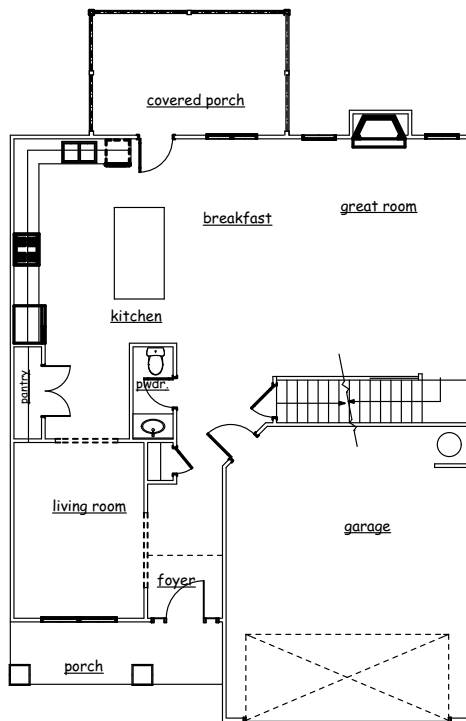 covered porch
great room
breakfast
kitchen
pwdr.
pantry
living room
garage
foyer
porch